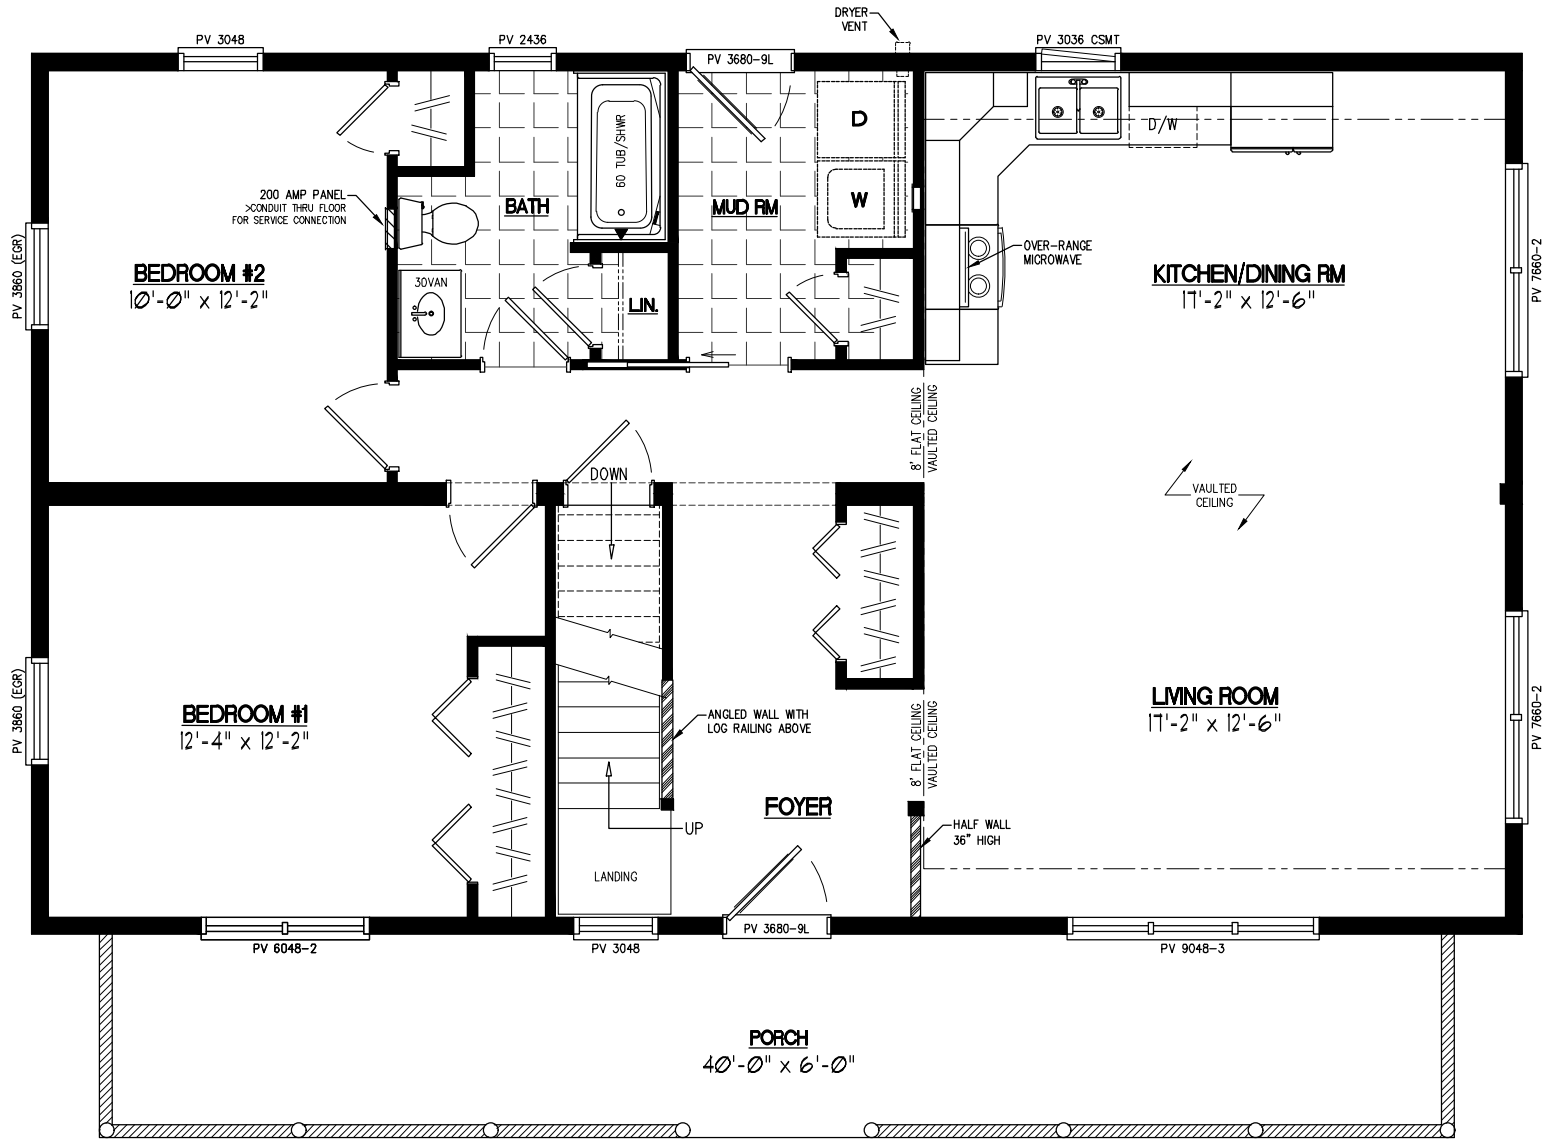 DRYER
VENT
PV 3048
PV 2436
PV 3680-9L
PV 3036 CSMT
D
D/W
60 TUB/SHWR
200 AMP PANEL
>CONDUIT THRU FLOOR
FOR SERVICE CONNECTION
BATH
MUD RM
W
PV 3860 (EGR)
BEDROOM #2
10'-0" x 12'-2"
30VAN
LIN.
OVER-RANGE
MICROWAVE
KITCHEN/DINING RM
17'-2" x 12'-6"
PV 7660-2
8' FLAT CEILING
VAULTED CEILING
DOWN
VAULTED
CEILING
PV 3860 (EGR)
BEDROOM #1
12'-4" x 12'-2"
ANGLED WALL WITH
LOG RAILING ABOVE
8' FLAT CEILING
VAULTED CEILING
LIVING ROOM
17'-2" x 12'-6"
PV 7660-2
FOYER
UP
HALF WALL
36" HIGH
LANDING
PV 6048-2
PV 3048
PV 3680-9L
PV 9048-3
PORCH
40'-0" x 6'-0"